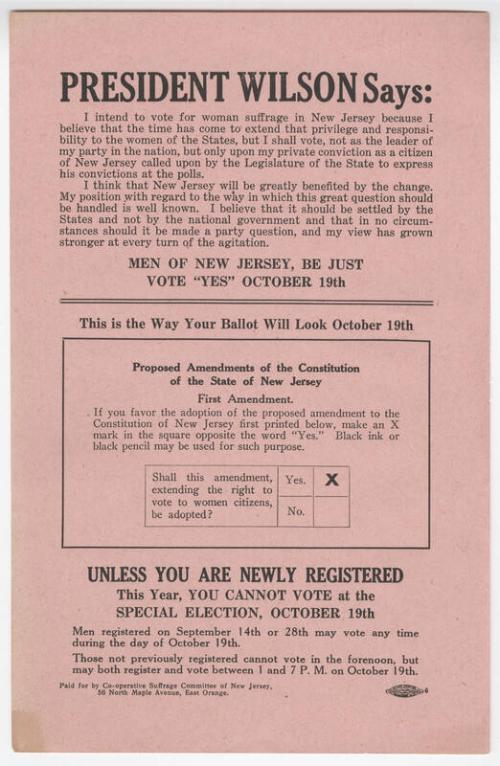 PRESIDENT WILSON Says:
I intend to vote for woman suffrage in New Jersey because I
believe that the time has come to extend that privilege and responsi-
bility to the women of the States, but I shall vote, not as the leader of
my party in the nation, but only upon my private conviction as a citizen
of New Jersey called upon by the Legislature of the State to express
his convictions at the polls.
I think that New Jersey will be greatly benefited by the change.
My position with regard to the way in which this great question should
be handled is well known. I believe that it should be settled by the
States and not by the national government and that in no circum-
stances should it be made a party question, and my view has grown
stronger at every turn of the agitation.
MEN OF NEW JERSEY, BE JUST
VOTE "YES" OCTOBER 19th
This is the Way Your Ballot Will Look October 19th
Proposed Amendments of the Constitution
of the State of New Jersey
First Amendment.
If you favor the adoption of the proposed amendment to the
Constitution of New Jersey first printed below, make an X
mark in the square opposite the word "Yes." Black ink or
black pencil may be used for such purpose.
Shall this amendment,
extending the right to
vote to women citizens,
be adopted?
Yes. X
No.
UNLESS YOU ARE NEWLY REGISTERED
This Year, YOU CANNOT VOTE at the
SPECIAL ELECTION, OCTOBER 19th
Men registered on September 14th or 28th may vote any time
during the day of October 19th.
Those not previously registered cannot vote in the forenoon, but
may both register and vote between 1 and 7 P. M. on October 19th.
Paid for by Co-operative Suffrage Committee of New Jersey,
56 North Maple Avenue, East Orange.